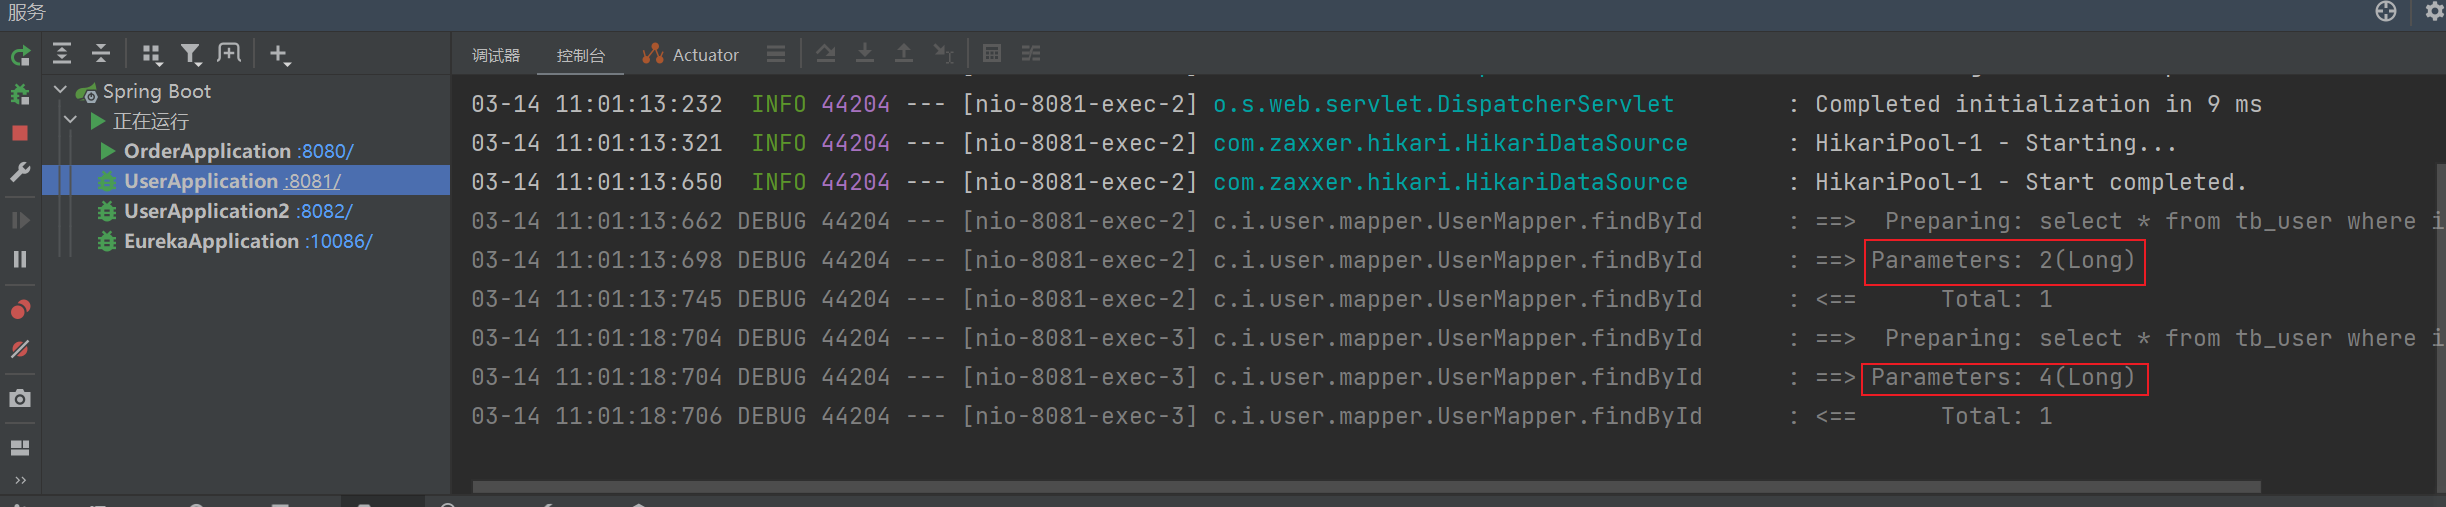 服务
调试器 控制台 Actuator
Spring Boot
正在运行
OrderApplication :8080/
UserApplication :8081/
UserApplication2 :8082/
EurekaApplication :10086/
03-14 11:01:13:232  INFO 44204 --- [nio-8081-exec-2] o.s.web.servlet.DispatcherServlet : Completed initialization in 9 ms
03-14 11:01:13:321  INFO 44204 --- [nio-8081-exec-2] com.zaxxer.hikari.HikariDataSource : HikariPool-1 - Starting...
03-14 11:01:13:650  INFO 44204 --- [nio-8081-exec-2] com.zaxxer.hikari.HikariDataSource : HikariPool-1 - Start completed.
03-14 11:01:13:662 DEBUG 44204 --- [nio-8081-exec-2] c.i.user.mapper.UserMapper.findById : ==>  Preparing: select * from tb_user where i
03-14 11:01:13:698 DEBUG 44204 --- [nio-8081-exec-2] c.i.user.mapper.UserMapper.findById : ==> Parameters: 2(Long)
03-14 11:01:13:745 DEBUG 44204 --- [nio-8081-exec-2] c.i.user.mapper.UserMapper.findById : <==      Total: 1
03-14 11:01:18:704 DEBUG 44204 --- [nio-8081-exec-3] c.i.user.mapper.UserMapper.findById : ==>  Preparing: select * from tb_user where i
03-14 11:01:18:704 DEBUG 44204 --- [nio-8081-exec-3] c.i.user.mapper.UserMapper.findById : ==> Parameters: 4(Long)
03-14 11:01:18:706 DEBUG 44204 --- [nio-8081-exec-3] c.i.user.mapper.UserMapper.findById : <==      Total: 1